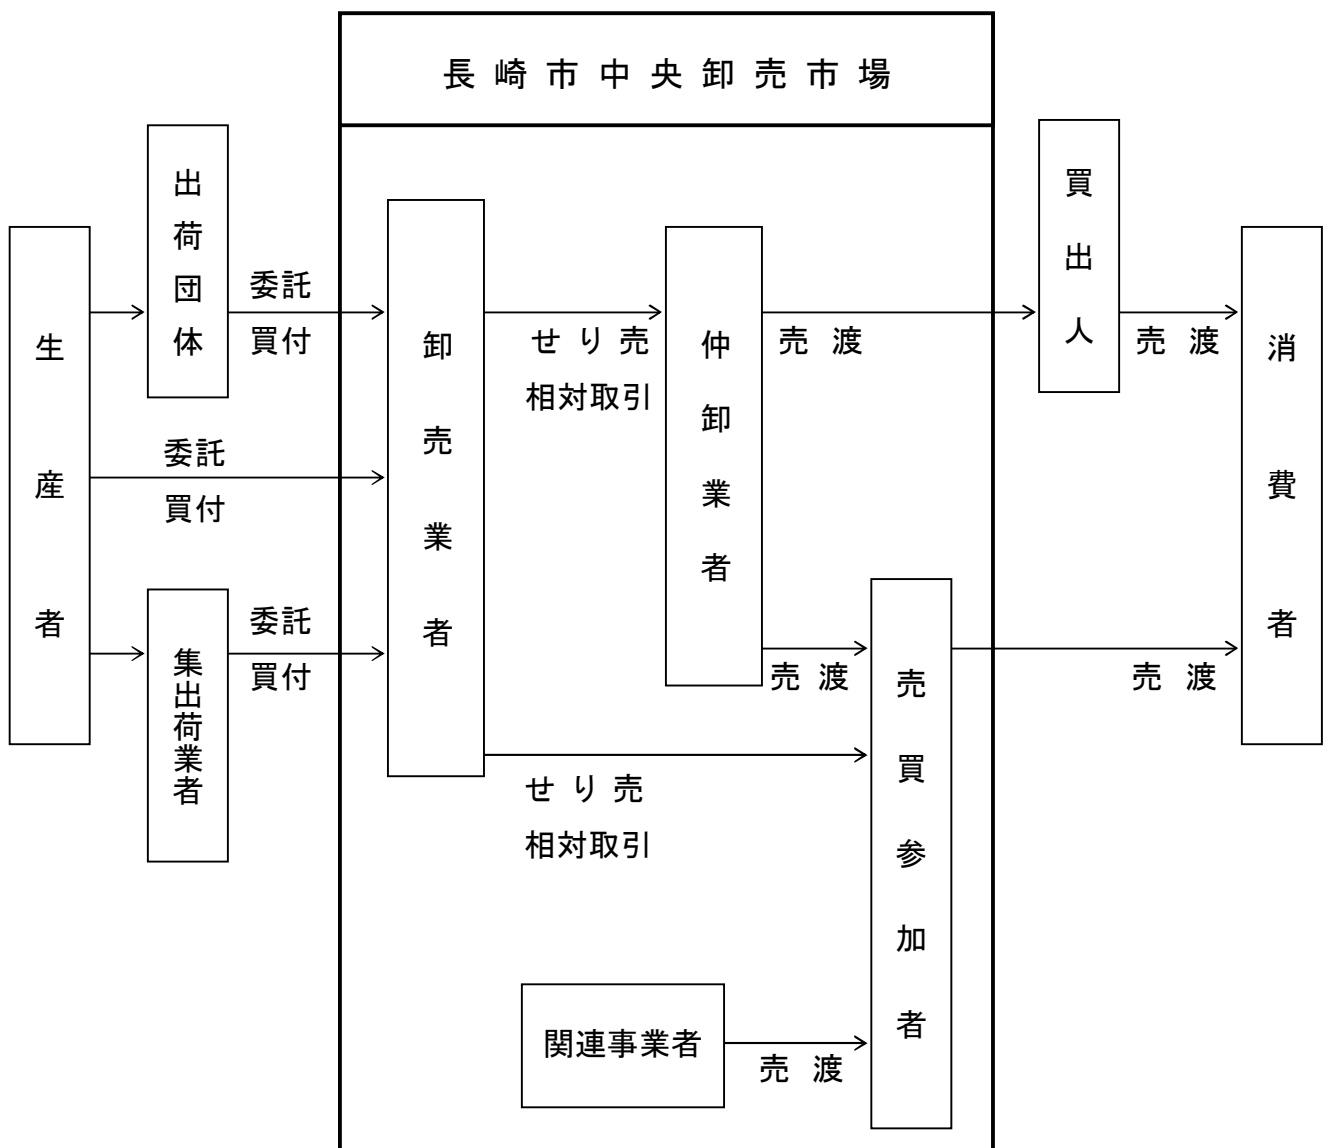 長崎市中央卸売市場
生産者
出荷団体
委託
買付
委託
買付
集出荷業者
委託
買付
卸売業者
せり売
相対取引
仲卸業者
売渡
買出人
売渡
消費者
売渡
せり売
相対取引
売買参加者
売渡
関連事業者
売渡